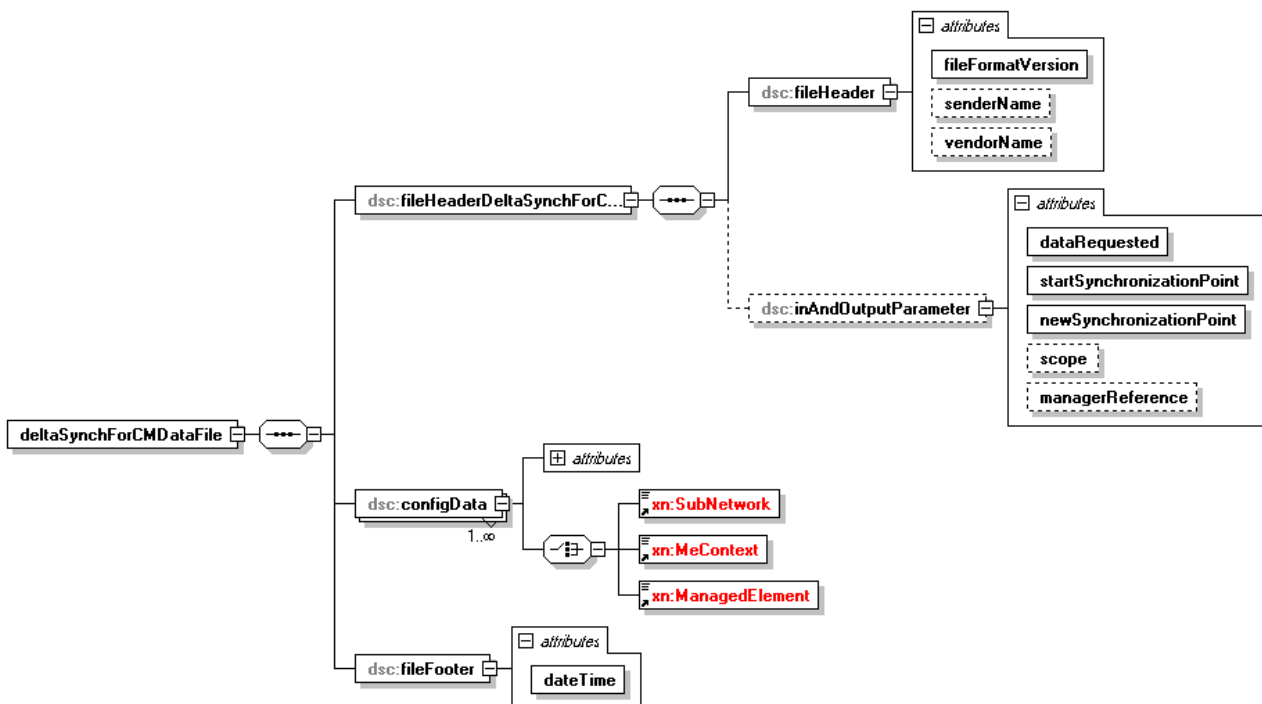 attributes
fileFormatVersion
dsc:fileHeader
senderName
vendorName
dsc:fileHeaderDeltaSynchForC...
attributes
dataRequested
startSynchronizationPoint
dsc:inAndOutputParameter
newSynchronizationPoint
scope
managerReference
deltaSynchForCMDataFile
attributes
dsc:configData
1..∞
xn:SubNetwork
xn:MeContext
xn:ManagedElement
attributes
dsc:fileFooter
dateTime